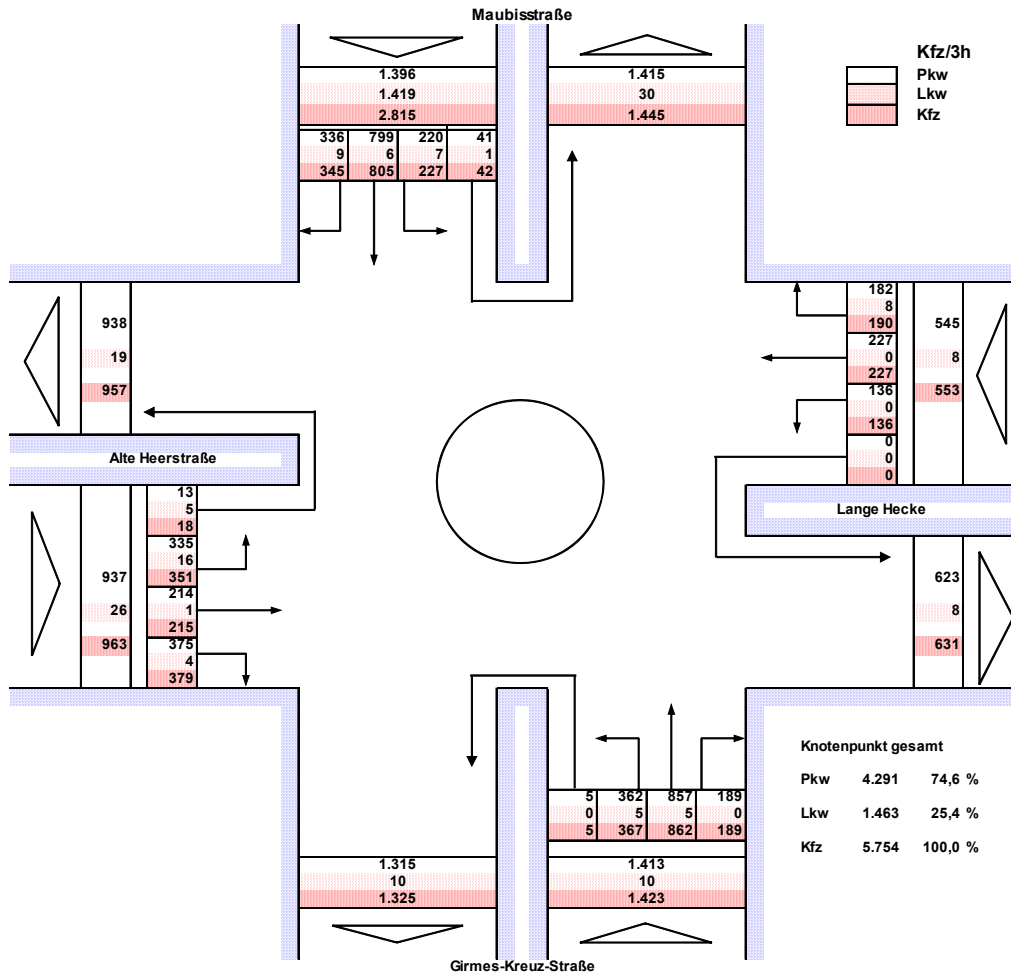 Maubisstraße
Kfz/3h
Pkw
Lkw
Kfz
1.396
1.419
2.815
1.415
30
1.445
336 799 220 41
9 6 7 1
345 805 227 42
938
19
957
182
8
190
227
0
227
136
0
136
0
0
0
545
8
553
Alte Heerstraße
Lange Hecke
937
26
963
13
5
18
335
16
351
214
1
215
375
4
379
623
8
631
Knotenpunkt gesamt
Pkw 4.291 74,6 %
Lkw 1.463 25,4 %
Kfz 5.754 100,0 %
5 362 857 189
0 5 5 0
5 367 862 189
1.315
10
1.325
1.413
10
1.423
Girmes-Kreuz-Straße